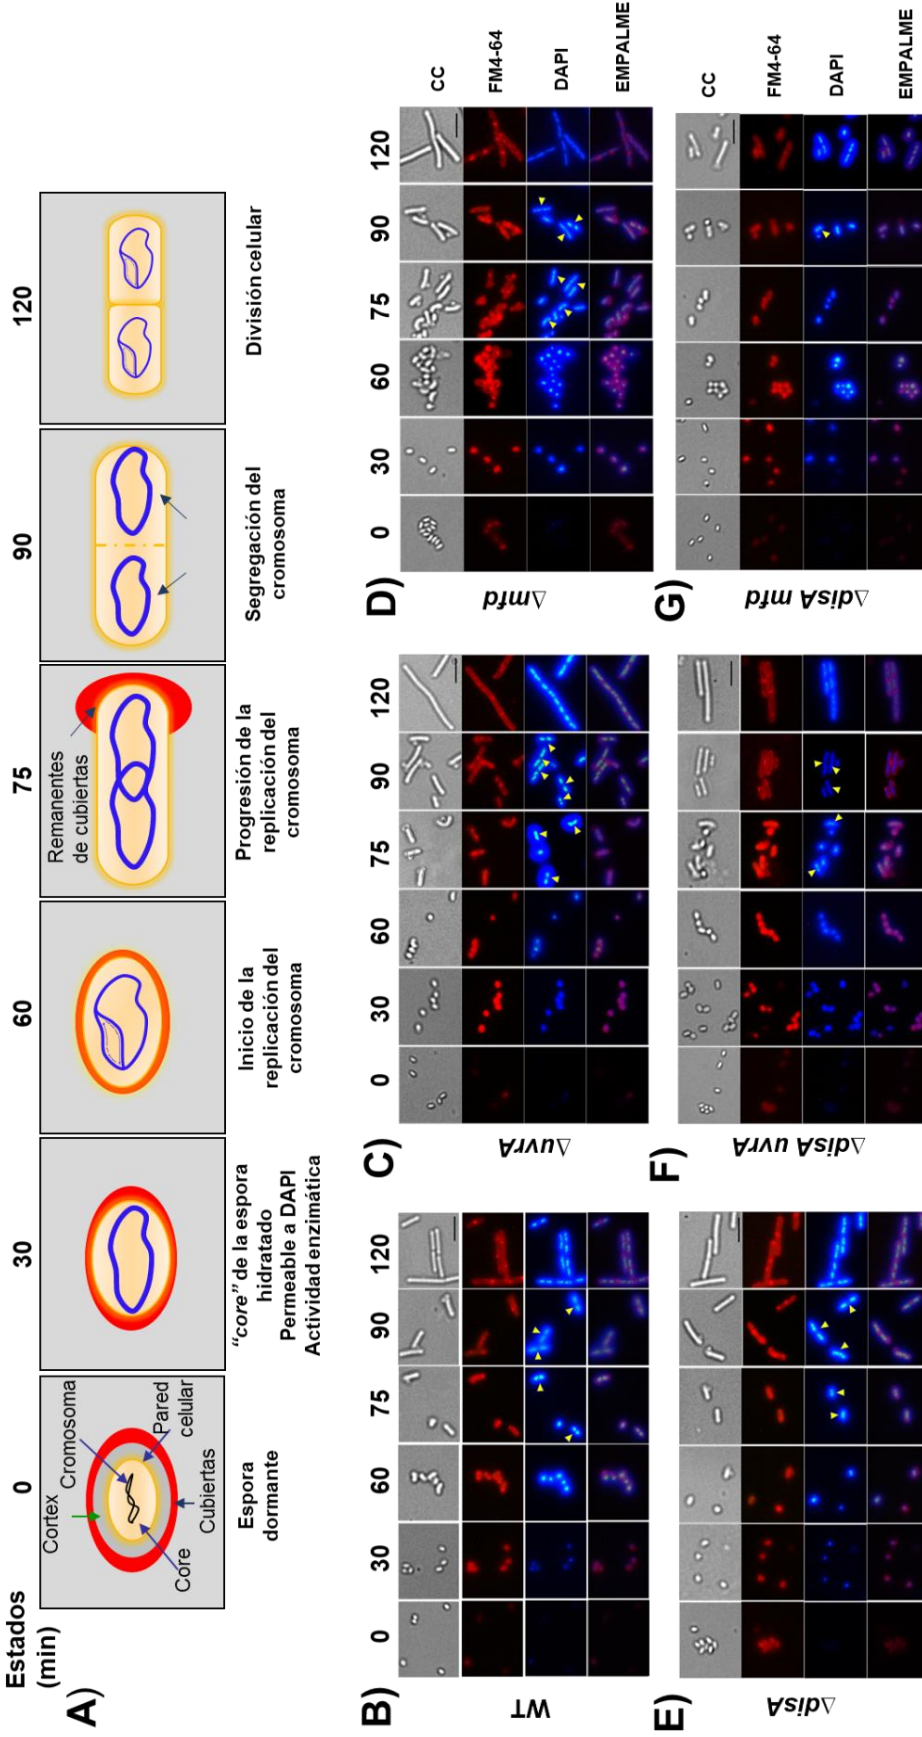 Estados
(min)
0
30
60
75
90
120
A)
Cortex
Cromosoma
Core
Cubiertas
Pared
celular
Remanentes
de cubiertas
Espora
dormante
"core" de la espora
hidratado
Permeable a DAPI
Actividad enzimática
Inicio de la
replicación del
cromosoma
Progresión de la
replicación del
cromosoma
Segregación del
cromosoma
División celular
B)
0
30
60
75
90
120
WT
C)
0
30
60
75
90
120
ΔuvrA
D)
0
30
60
75
90
120
Δmfd
CC
FM4-64
DAPI
EMPALME
E)
ΔdisA
F)
ΔdisA uvrA
G)
ΔdisA mfd
CC
FM4-64
DAPI
EMPALME